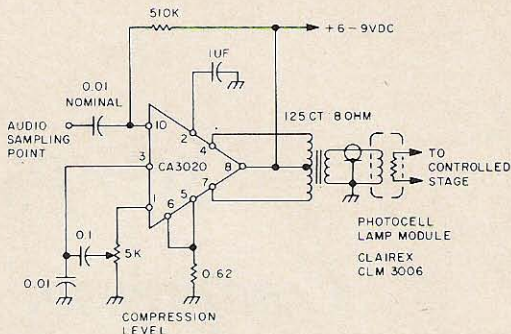 510K
+6-9VDC
1UF
0.01
NOMINAL
125CT 8 OHM
AUDIO
SAMPLING
POINT
10
2
4
3
CA3020
8
7
1
6
5
TO
CONTROLLED
STAGE
0.1
5K
0.01
0.62
PHOTOCELL
LAMP MODULE
CLAIREX
CLM 3006
COMPRESSION
LEVEL